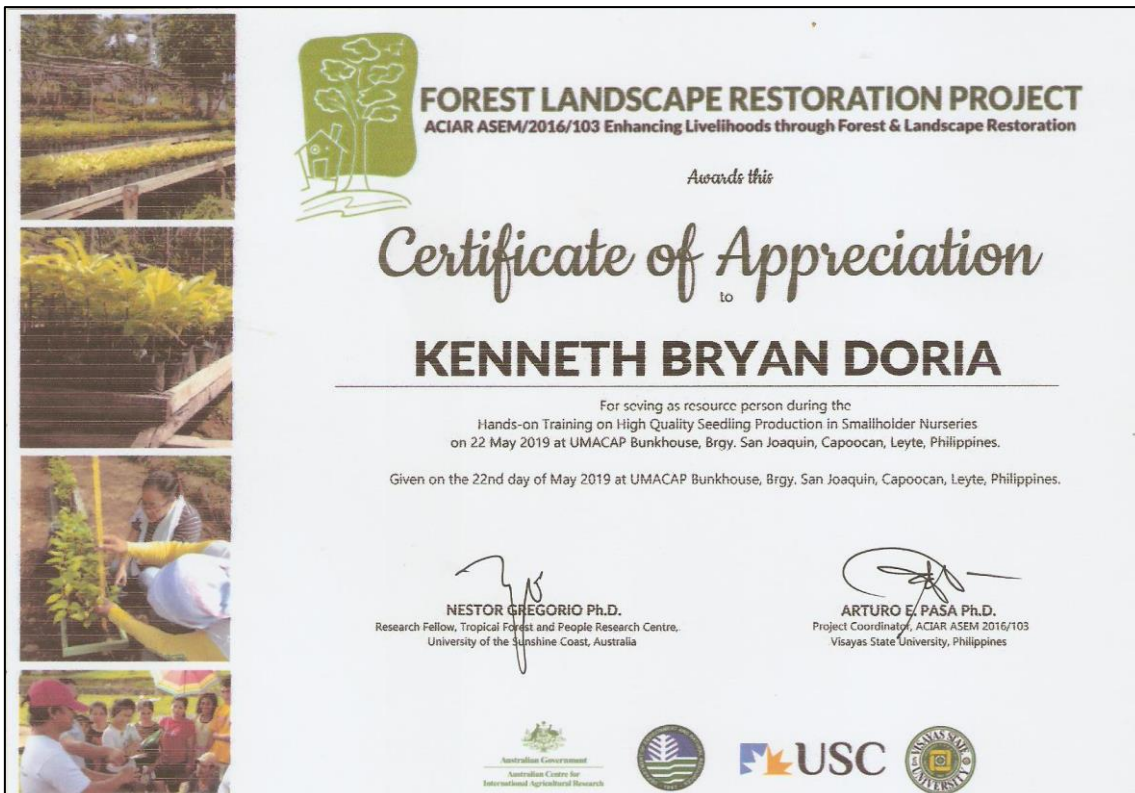 FOREST LANDSCAPE RESTORATION PROJECT
ACIAR ASEM/2016/103 Enhancing Livelihoods through Forest & Landscape Restoration
Awards this
Certificate of Appreciation
to
KENNETH BRYAN DORIA
For seving as resource person during the
Hands-on Training on High Quality Seedling Production in Smallholder Nurseries
on 22 May 2019 at UMACAP Bunkhouse, Brgy. San Joaquin, Capoocan, Leyte, Philippines.
Given on the 22nd day of May 2019 at UMACAP Bunkhouse, Brgy. San Joaquin, Capoocan, Leyte, Philippines.
NESTOR GREGORIO Ph.D.
Research Fellow, Tropical Forest and People Research Centre,
University of the Sunshine Coast, Australia
ARTURO E. PASA Ph.D.
Project Coordinator, ACIAR ASEM 2016/103
Visayas State University, Philippines
Australian Government
Australian Centre for
International Agricultural Research
USC
VISAYAS STATE UNIVERSITY